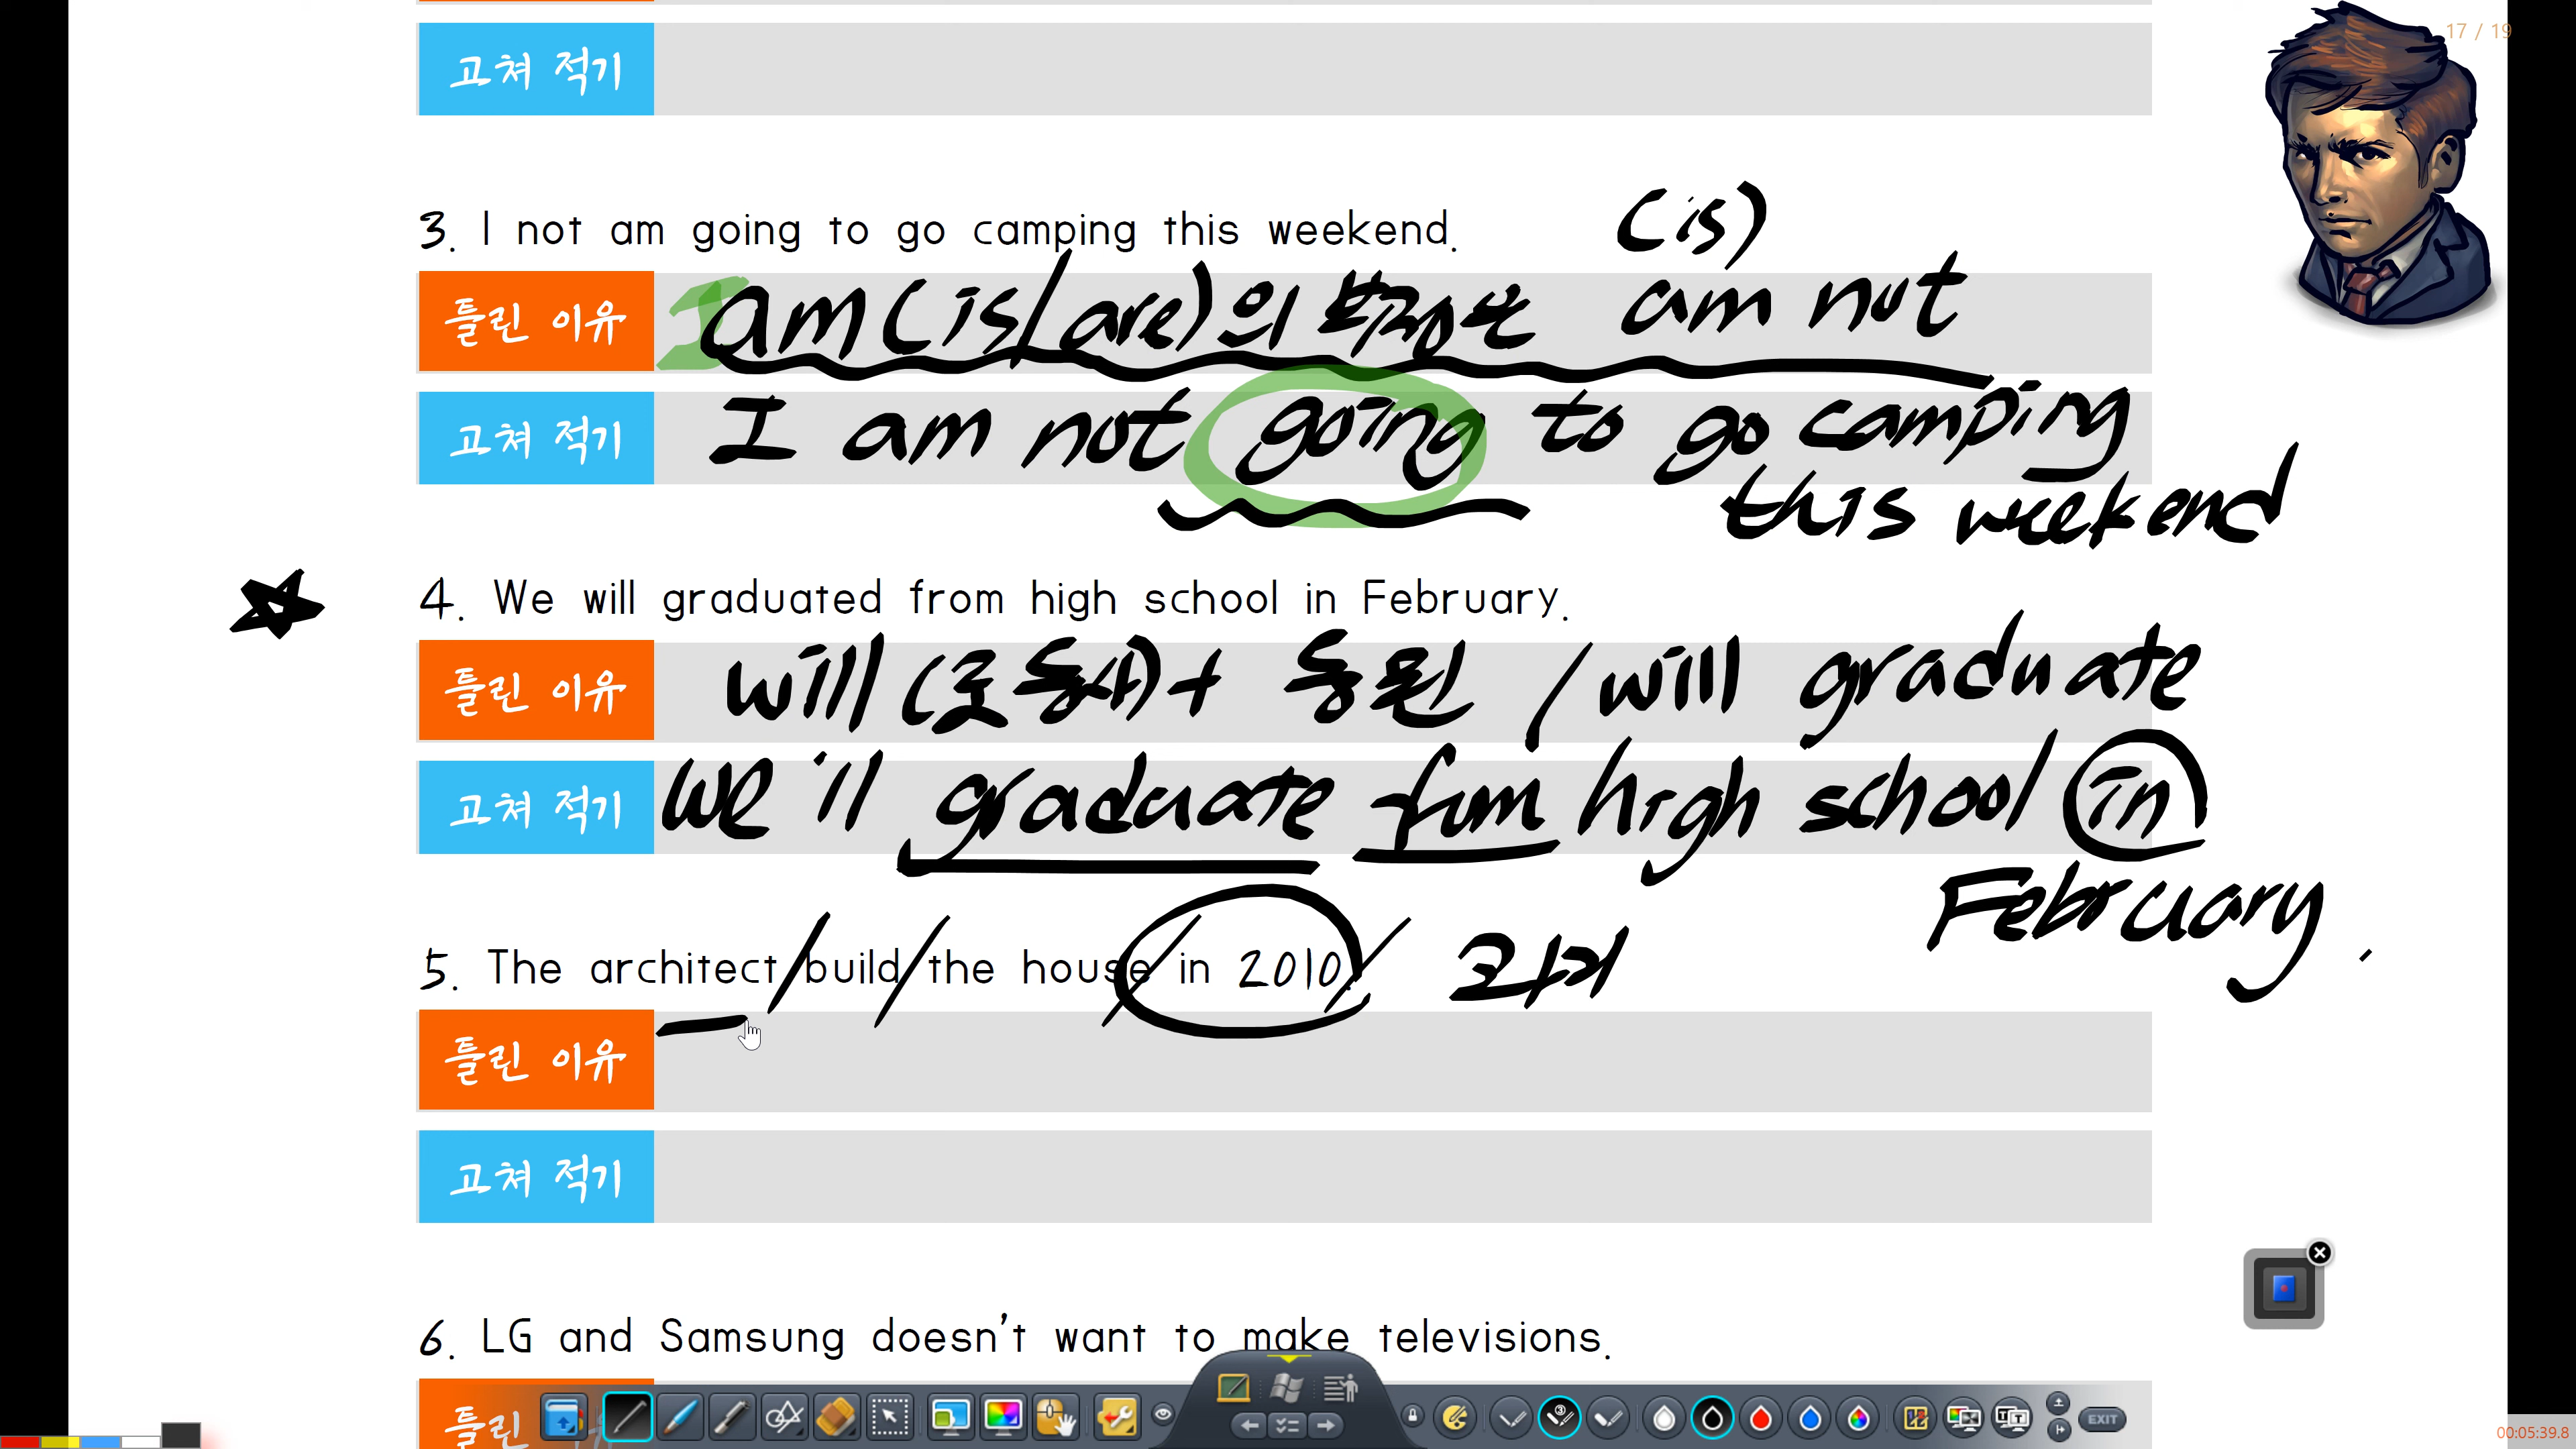 17 / 19
고쳐 적기
3. I not am going to go camping this weekend.
(is)
틀린 이유 I am (is/are)의 부정문 am not
고쳐 적기 I am not going to go camping
this weekend
4. We will graduated from high school in February.
틀린 이유 will (조동사) + 동원 / will graduate
고쳐 적기 we'll graduate from high school in
February.
5. The architect / build / the house / in 2010. / 과거
틀린 이유
고쳐 적기
6. LG and Samsung doesn't want to make televisions.
틀린
EXIT
00:05:39.8